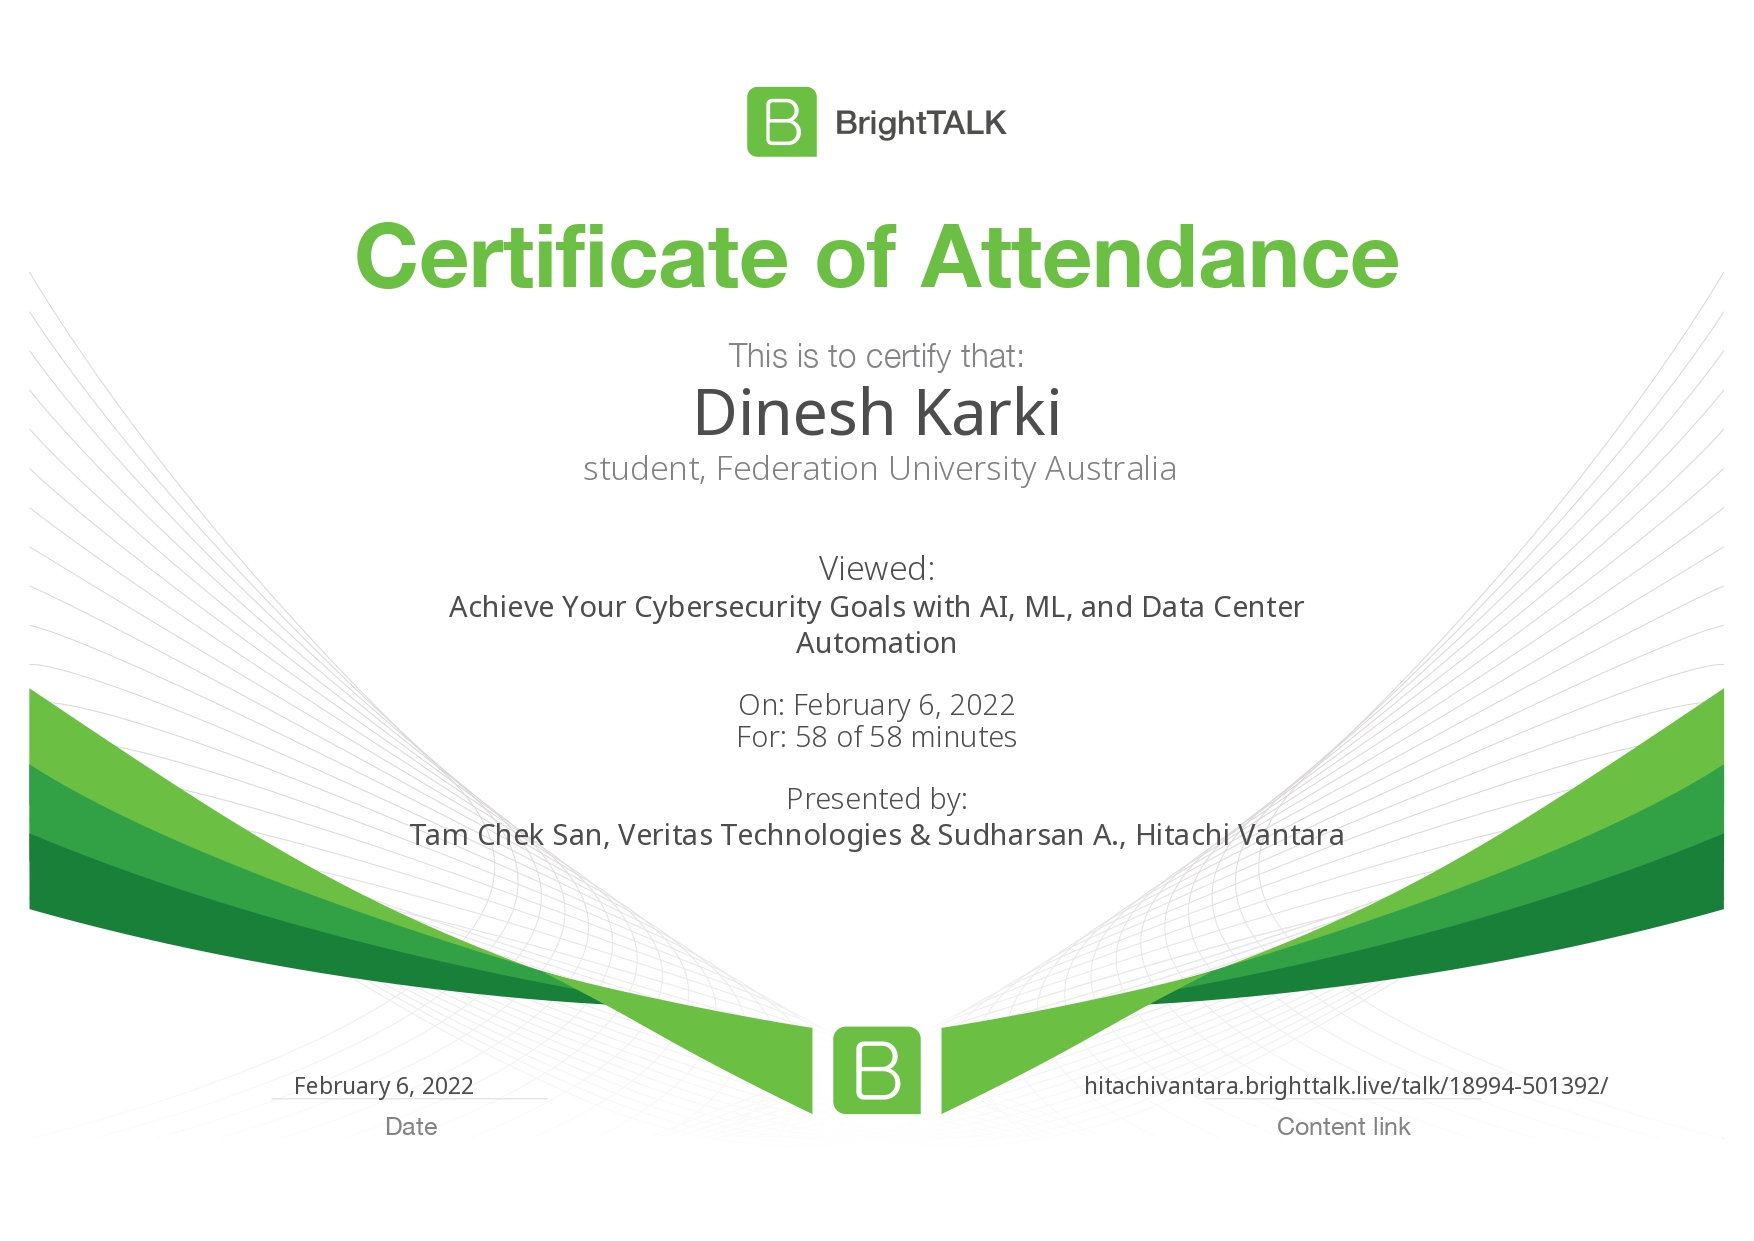 BrightTALK
Certificate of Attendance
This is to certify that:
Dinesh Karki
student, Federation University Australia
Viewed:
Achieve Your Cybersecurity Goals with AI, ML, and Data Center
Automation
On: February 6, 2022
For: 58 of 58 minutes
Presented by:
Tam Chek San, Veritas Technologies & Sudharsan A., Hitachi Vantara
B
February 6, 2022
Date
hitachivantara.brighttalk.live/talk/18994-501392/
Content link